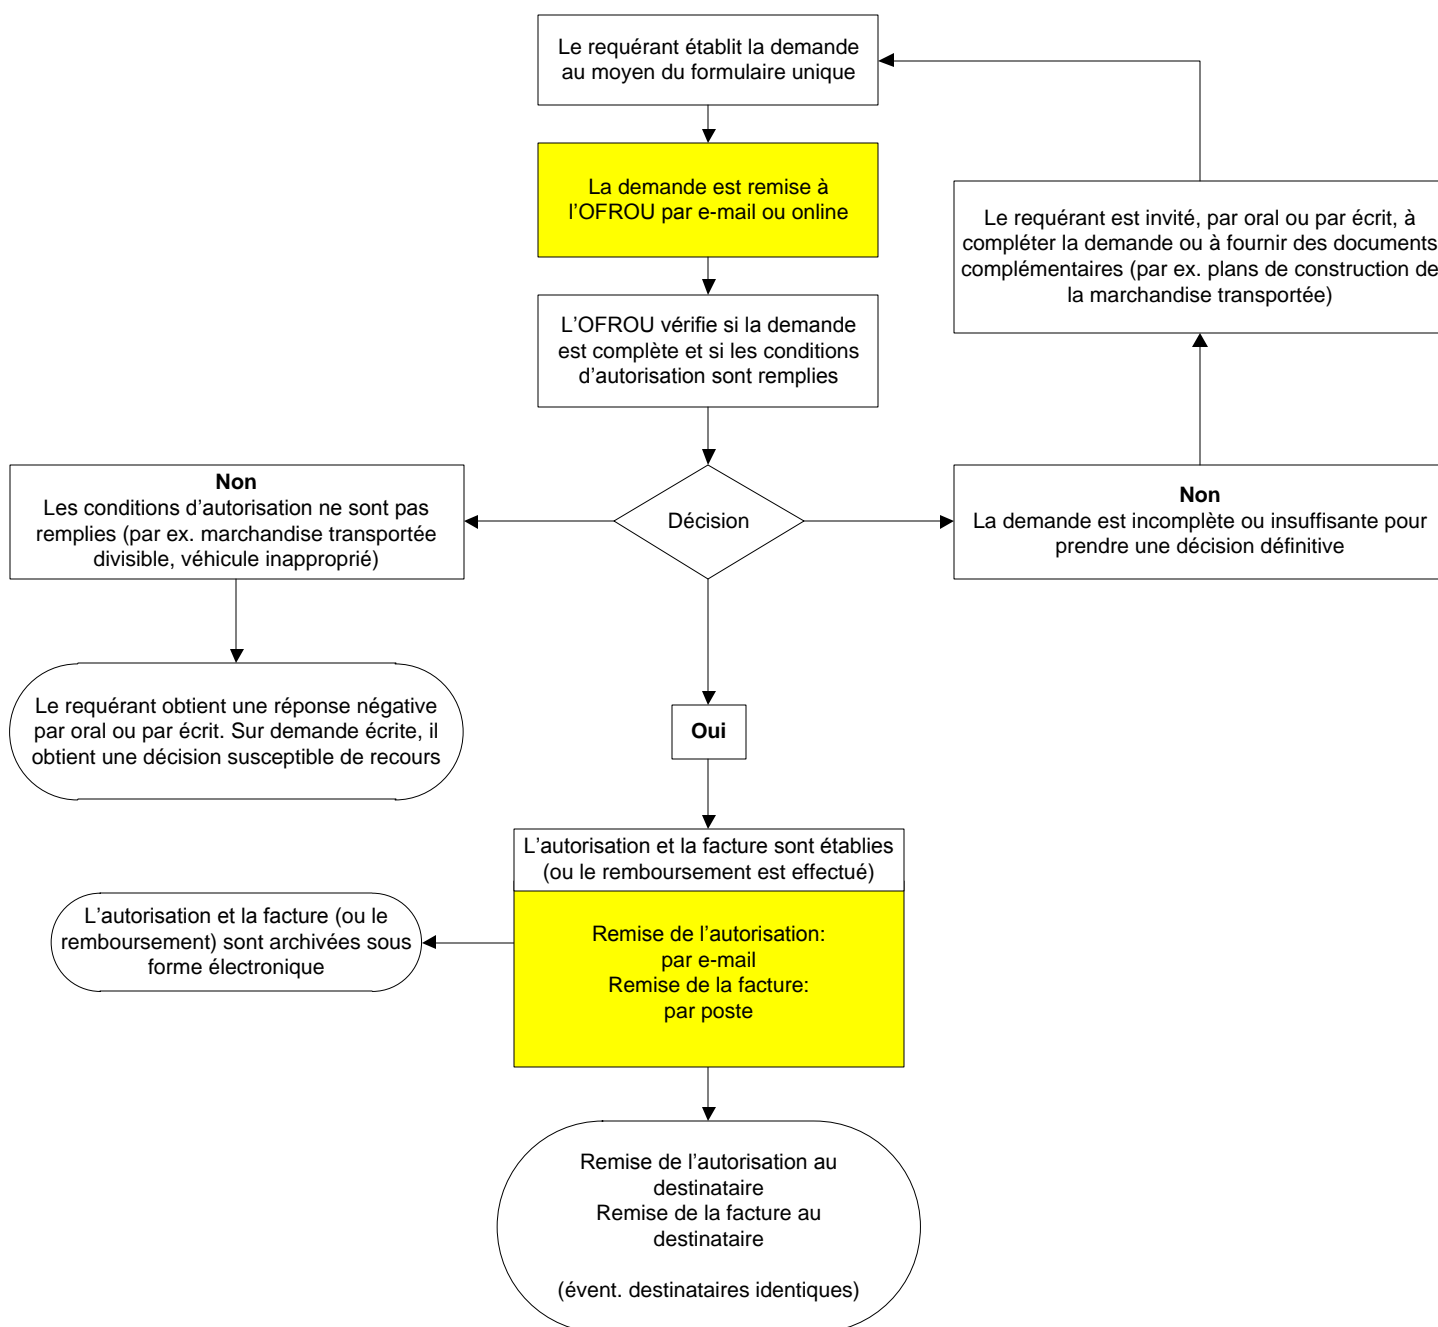 Le requérant établit la demande
au moyen du formulaire unique
La demande est remise à
l’OFROU par e-mail ou online
Le requérant est invité, par oral ou par écrit, à
compléter la demande ou à fournir des documents
complémentaires (par ex. plans de construction de
la marchandise transportée)
L’OFROU vérifie si la demande
est complète et si les conditions
d’autorisation sont remplies
Non
Les conditions d’autorisation ne sont pas
remplies (par ex. marchandise transportée
divisible, véhicule inapproprié)
Décision
Non
La demande est incomplète ou insuffisante pour
prendre une décision définitive
Le requérant obtient une réponse négative
par oral ou par écrit. Sur demande écrite, il
obtient une décision susceptible de recours
Oui
L’autorisation et la facture sont établies
(ou le remboursement est effectué)
L’autorisation et la facture (ou le
remboursement) sont archivées sous
forme électronique
Remise de l’autorisation:
par e-mail
Remise de la facture:
par poste
Remise de l’autorisation au
destinataire
Remise de la facture au
destinataire
(évent. destinataires identiques)